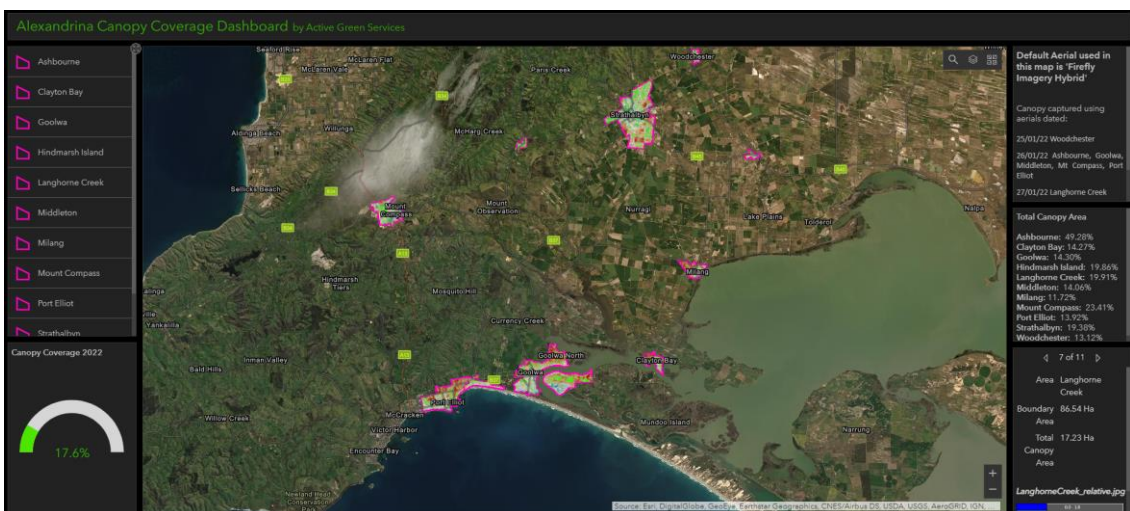 Alexandrina Canopy Coverage Dashboard by Active Green Services
Ashbourne
Clayton Bay
Goolwa
Hindmarsh Island
Langhorne Creek
Middleton
Milang
Mount Compass
Port Elliot
Strathalbyn
Canopy Coverage 2022
17.6%
Seaford Rise
McLaren Flat
McLaren Vale
Paris Creek
Woodchester
Strathalbyn
Aldinga Beach
Willunga
McHarg Creek
Sellicks Beach
Mount Compass
Mount Observation
Nurragi
Lake Plains
Tolderol
Nalpa
Hindmarsh Tiers
Milang
Mosquito Hill
Yankalilla
Currency Creek
Inman Valley
Bald Hills
Goolwa North
Goolwa
Clayton Bay
Port Elliot
Willow Creek
McCracken
Victor Harbor
Encounter Bay
Mundoo Island
Narrung
Newland Head
Conservation
Source: Esri, DigitalGlobe, GeoEye, Earthstar Geographics, CNES/Airbus DS, USDA, USGS, AeroGRID, IGN,
Default Aerial used in
this map is 'Firefly
Imagery Hybrid'
Canopy captured using
aerials dated:
25/01/22 Woodchester
26/01/22 Ashbourne, Goolwa,
Middleton, Mt Compass, Port
Elliot
27/01/22 Langhorne Creek
Total Canopy Area
Ashbourne: 49.28%
Clayton Bay: 14.27%
Goolwa: 14.30%
Hindmarsh Island: 19.86%
Langhorne Creek: 19.91%
Middleton: 14.06%
Milang: 11.72%
Mount Compass: 23.41%
Port Elliot: 13.92%
Strathalbyn: 19.38%
Woodchester: 13.12%
7 of 11
Area Langhorne
Creek
Boundary 86.54 Ha
Area
Total 17.23 Ha
Canopy
Area
LanghorneCreek_relative.jpg